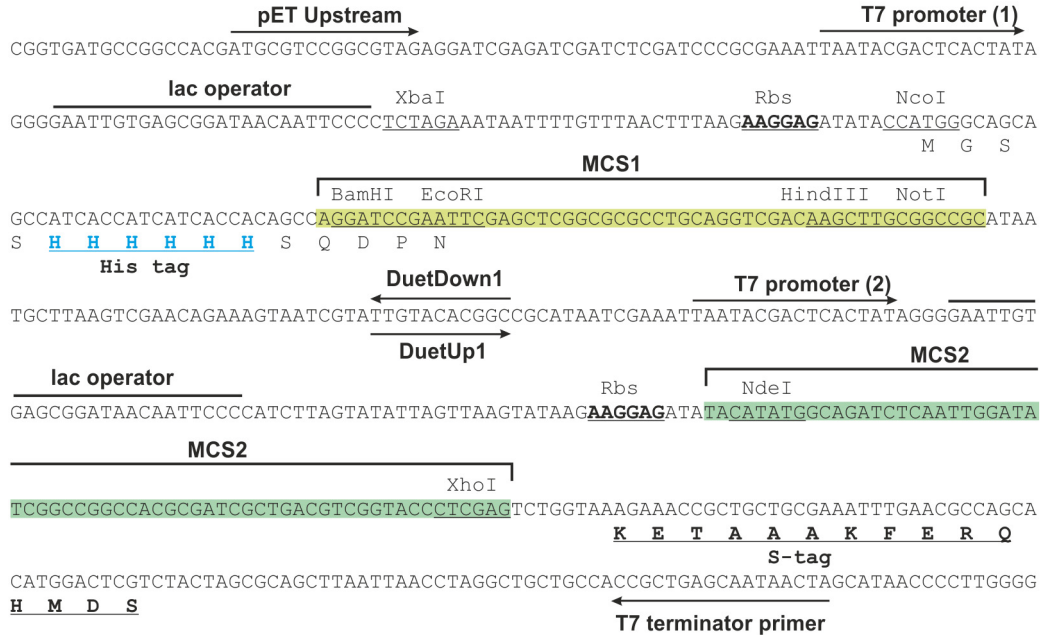 pET Upstream T7 promoter (1)
CGGTGATGCCGGCCACGATGCGTCCGGCGTAGAGGATCGAGATCGATCTCGATCCCGCGAAATTAATACGACTCACTATA
lac operator XbaI Rbs NcoI
GGGGAATTGTGAGCGGATAACAATTCCCCTCTAGAAATAATTTTGTTTAACTTTAAGAAGGAGATATACCATGGGCAGCA
M G S
MCS1
BamHI EcoRI HindIII NotI
GCCATCACCATCATCACCACAGCCAGGATCCGAATTCGAGCTCGGCGCGCCTGCAGGTCGACAAGCTTGCGGCCGCATAA
S H H H H H H S Q D P N
His tag
DuetDown1 T7 promoter (2)
TGCTTAAGTCGAACAGAAAGTAATCGTATTGTACACGGCCGCATAATCGAAATTAATACGACTCACTATAGGGGAATTGT
DuetUp1
lac operator Rbs NdeI MCS2
GAGCGGATAACAATTCCCCATCTTAGTATATTAGTTAAGTATAAGAAGGAGATATACATATGGCAGATCTCAATTGGATA
MCS2
XhoI
TCGGCCGGCCACGCGATCGCTGACGTCGGTACCCTCGAGTCTGGTAAAGAAACCGCTGCTGCGAAATTTGAACGCCAGCA
K E T A A A K F E R Q
S-tag
CATGGACTCGTCTACTAGCGCAGCTTAATTAACCTAGGCTGCTGCCACCGCTGAGCAATAACTAGCATAACCCCTTGGGG
H M D S
T7 terminator primer